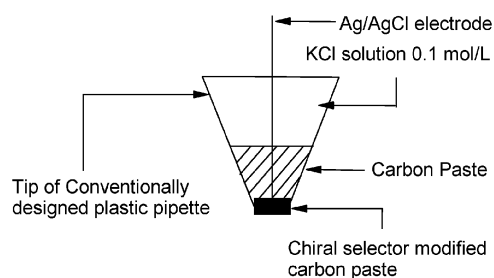 Ag/AgCl electrode
KCl solution 0.1 mol/L
Carbon Paste
Tip of Conventionally
designed plastic pipette
Chiral selector modified
carbon paste